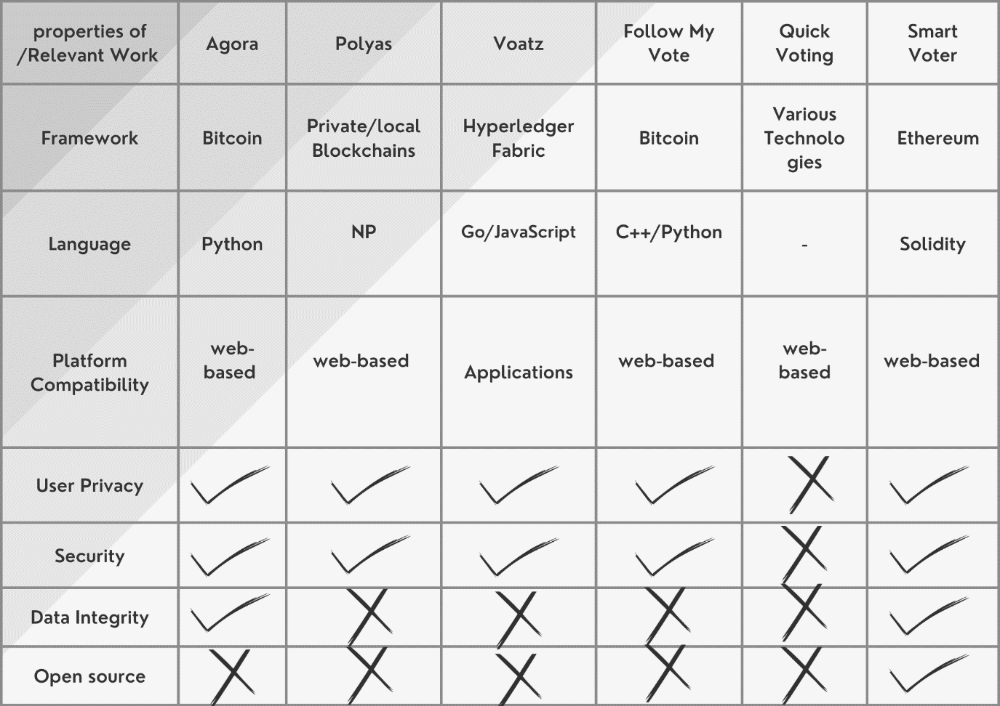 properties of
/Relevant Work
Agora
Polyas
Voatz
Follow My
Vote
Quick
Voting
Smart
Voter
Framework
Bitcoin
Private/local
Blockchains
Hyperledger
Fabric
Bitcoin
Various
Technolo
gies
Ethereum
Language
Python
NP
Go/JavaScript
C++/Python
-
Solidity
Platform
Compatibility
web-
based
web-based
Applications
web-based
web-
based
web-based
User Privacy
Security
Data Integrity
Open source